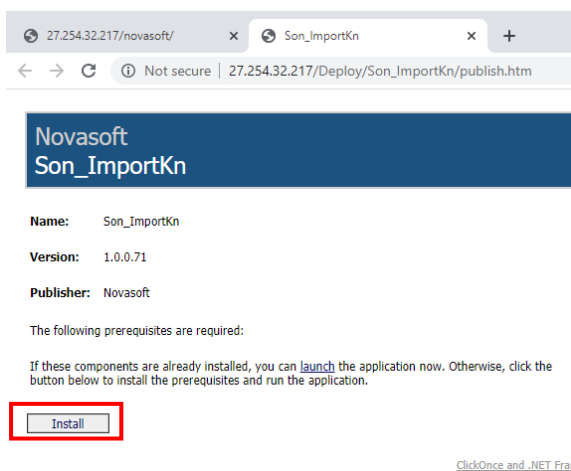 27.254.32.217/novasoft/
Son_ImportKn
Not secure | 27.254.32.217/Deploy/Son_ImportKn/publish.htm
Novasoft
Son_ImportKn
Name: Son_ImportKn
Version: 1.0.0.71
Publisher: Novasoft
The following prerequisites are required:
If these components are already installed, you can launch the application now. Otherwise, click the
button below to install the prerequisites and run the application.
Install
ClickOnce and .NET Fra